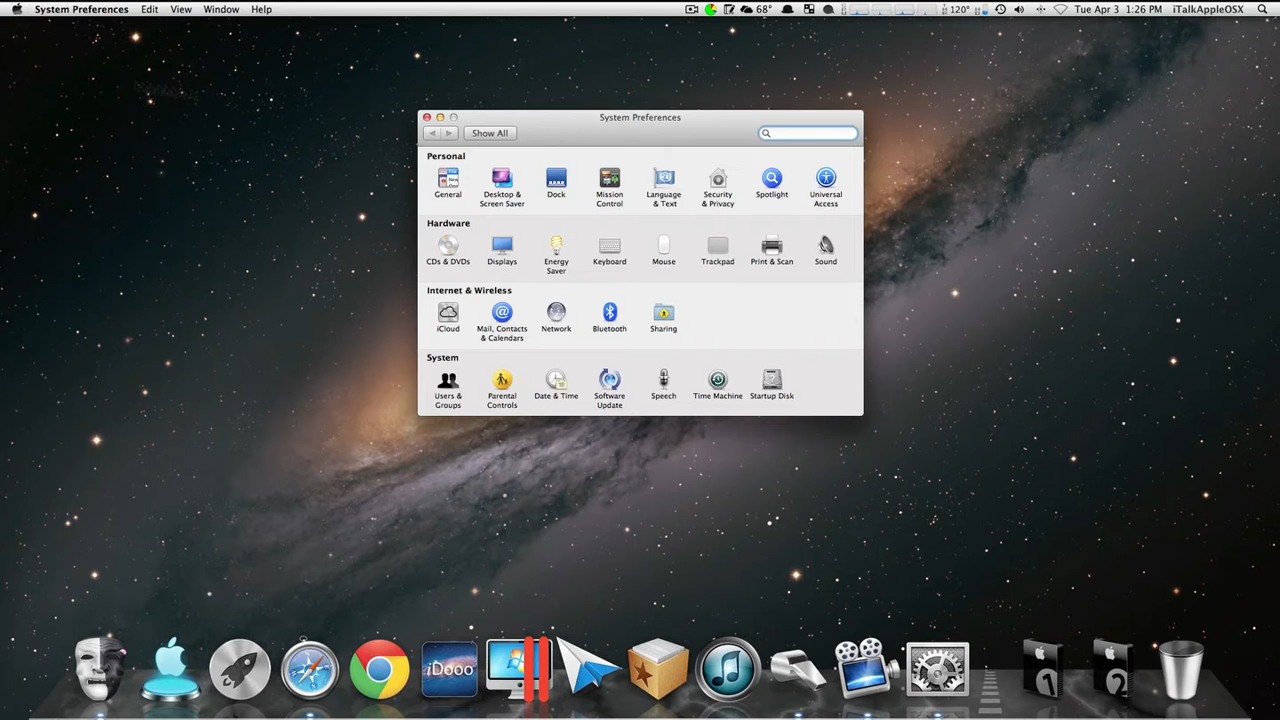 System Preferences Edit View Window Help 68° 120° Tue Apr 3 1:26 PM iTalkAppleOSX
System Preferences
Show All
Personal
General
Desktop &
Screen Saver
Dock
Mission
Control
Language
& Text
Security
& Privacy
Spotlight
Universal
Access
Hardware
CDs & DVDs
Displays
Energy
Saver
Keyboard
Mouse
Trackpad
Print & Scan
Sound
Internet & Wireless
iCloud
Mail, Contacts
& Calendars
Network
Bluetooth
Sharing
System
Users &
Groups
Parental
Controls
Date & Time
Software
Update
Speech
Time Machine
Startup Disk
iDooo
1
2